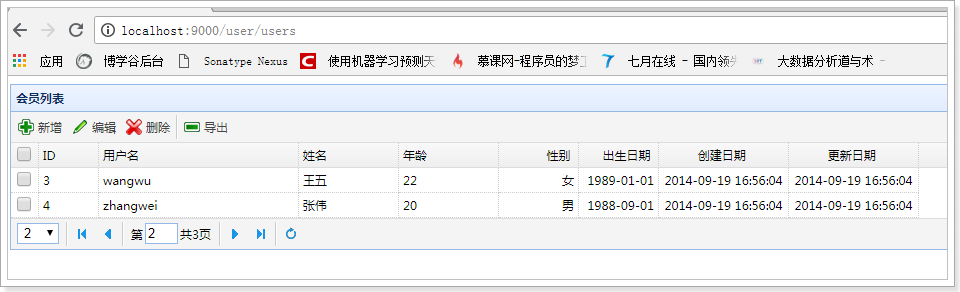 localhost:9000/user/users
应用 博学谷后台 Sonatype Nexus 使用机器学习预测天 慕课网-程序员的梦工 七月在线 - 国内领先 大数据分析道与术 -
会员列表
新增 编辑 删除 导出
ID 用户名 姓名 年龄 性别 出生日期 创建日期 更新日期
3 wangwu 王五 22 女 1989-01-01 2014-09-19 16:56:04 2014-09-19 16:56:04
4 zhangwei 张伟 20 男 1988-09-01 2014-09-19 16:56:04 2014-09-19 16:56:04
2 第 2 共3页